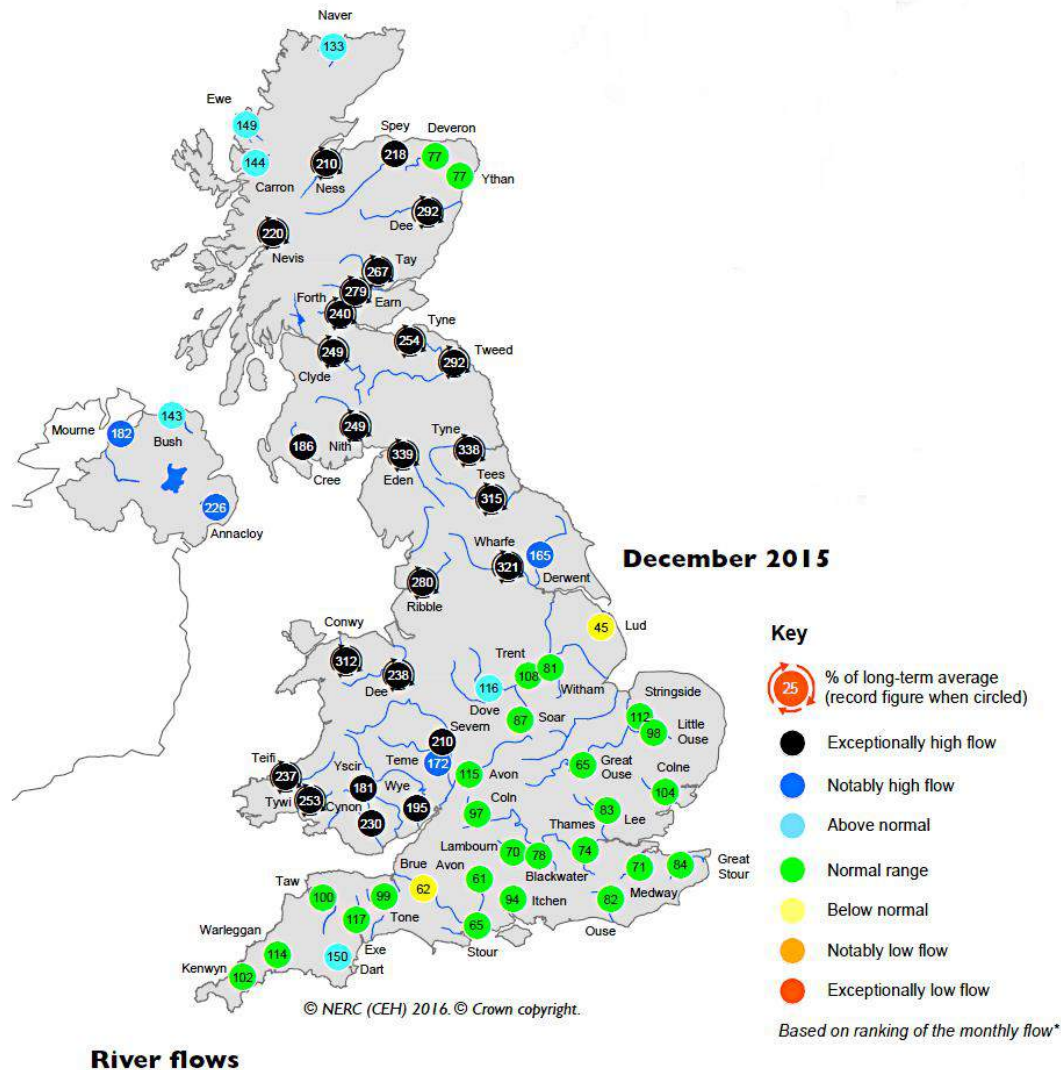 Naver
133
Ewe
149
144
Carron
Spey
Deveron
218
210
77
77
Ness
Ythan
292
Dee
220
Nevis
Tay
267
279
Forth
Earn
240
Tyne
254
Tweed
249
292
Clyde
143
Mourne
182
Bush
249
Tyne
186
Nith
339
338
Cree
Eden
Tees
226
315
Annacloy
Wharfe
165
December 2015
321
Derwent
280
Ribble
Conwy
45
Lud
Key
312
Trent
238
108
81
Dee
116
Witham
Stringside
25
% of long-term average
(record figure when circled)
Dove
87
Soar
112
Little
Ouse
98
Severn
210
Exceptionally high flow
Teifi
Teme
172
Avon
115
65
Great
Ouse
Colne
237
Yscir
181
Wye
104
Notably high flow
Tywi
253
Cynon
195
Coln
97
230
Thames
83
Lee
Above normal
Lambourn
70
78
74
Blackwater
71
84
Great
Stour
Normal range
Brue
Avon
62
61
Medway
Taw
100
99
94
Itchen
82
Below normal
Tone
117
65
Ouse
Warleggan
Exe
Stour
Notably low flow
114
150
Dart
Kenwyn
102
Exceptionally low flow
© NERC (CEH) 2016. © Crown copyright.
Based on ranking of the monthly flow*
River flows